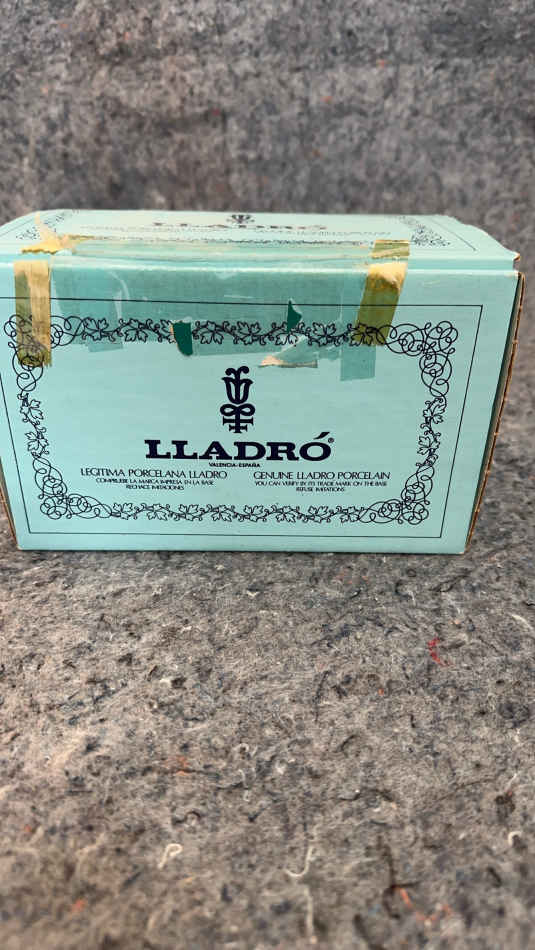 LLADRÓ
LLADRÓ®
VALENCIA-ESPAÑA
LEGITIMA PORCELANA LLADRO
COMPRUEBE LA MARCA IMPRESA EN LA BASE
RECHACE IMITACIONES
GENUINE LLADRO PORCELAIN
YOU CAN VERIFY BY ITS TRADE MARK ON THE BASE
REFUSE IMITATIONS